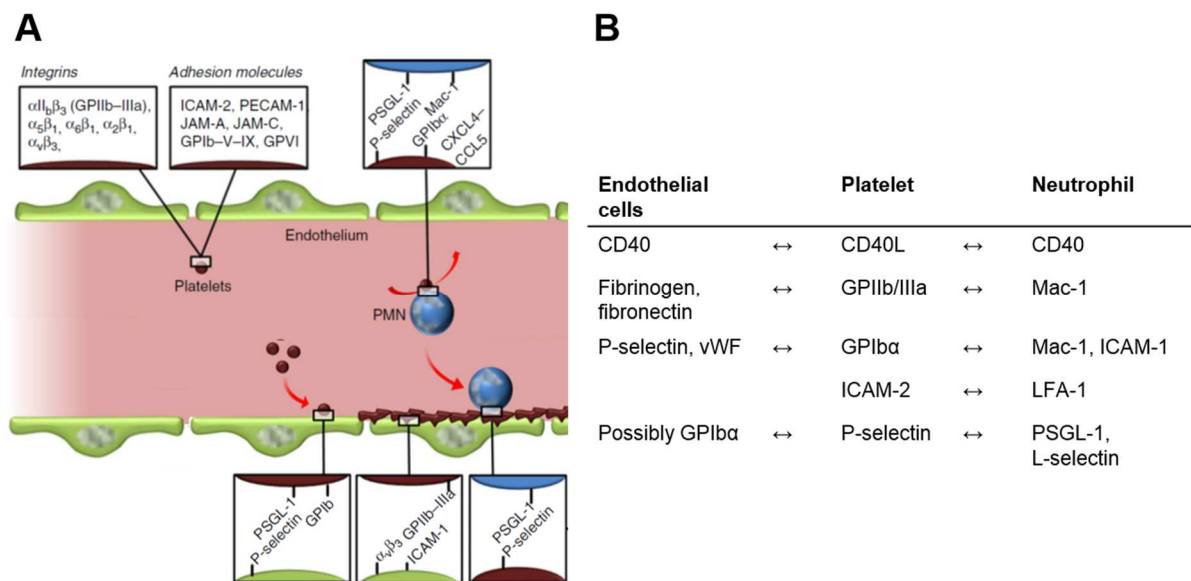 A
Integrins
αIIbβ3 (GPIIb–IIIa),
α5β1, α6β1, α2β1,
αvβ3,
Adhesion molecules
ICAM-2, PECAM-1
JAM-A, JAM-C,
GPIb–V–IX, GPVI
PSGL-1
P-selectin
Mac-1
GPIbα
CXCL4–
CCL5
Endothelium
Platelets
PMN
PSGL-1
P-selectin
GPIb
αvβ3 GPIIb–IIIa
ICAM-1
PSGL-1
P-selectin
B
Endothelial cells Platelet Neutrophil
CD40 ↔ CD40L ↔ CD40
Fibrinogen, fibronectin ↔ GPIIb/IIIa ↔ Mac-1
P-selectin, vWF ↔ GPIbα ↔ Mac-1, ICAM-1
ICAM-2 ↔ LFA-1
Possibly GPIbα ↔ P-selectin ↔ PSGL-1, L-selectin